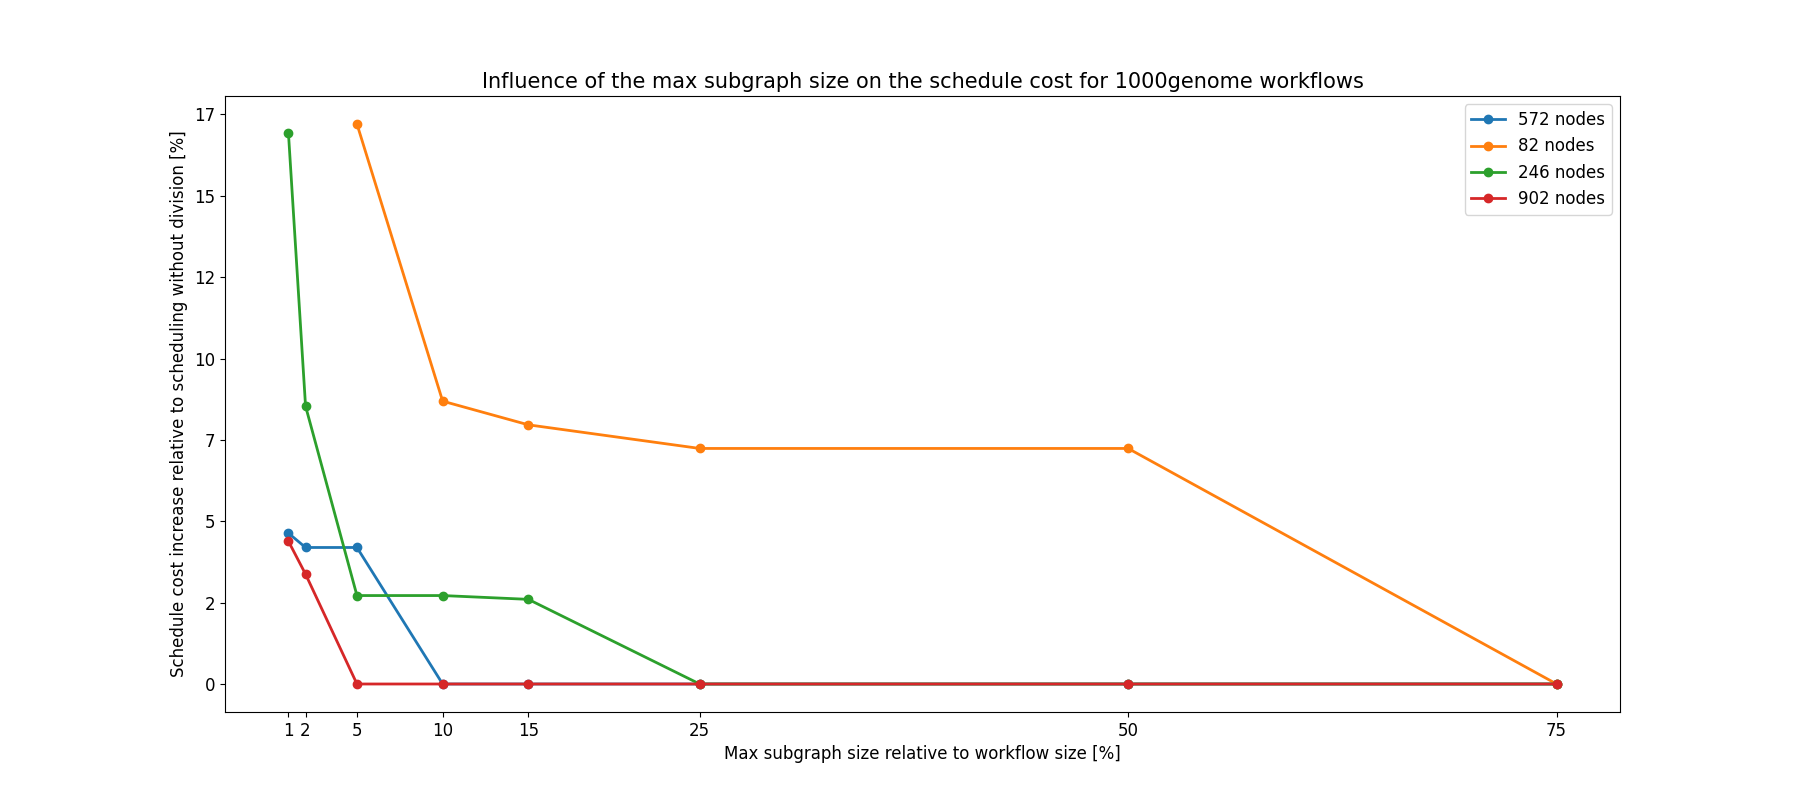 Influence of the max subgraph size on the schedule cost for 1000genome workflows
Schedule cost increase relative to scheduling without division [%]
17
15
12
10
7
5
2
0
572 nodes
82 nodes
246 nodes
902 nodes
1 2 5 10 15 25 50 75
Max subgraph size relative to workflow size [%]